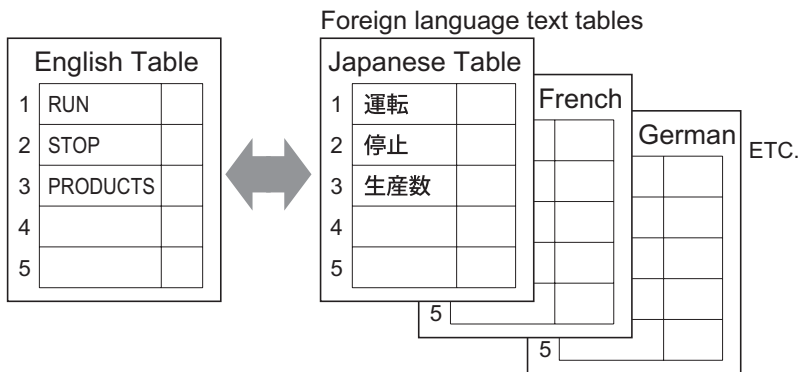 Foreign language text tables
English Table
1 RUN
2 STOP
3 PRODUCTS
4
5
Japanese Table
1 運転
2 停止
3 生産数
4
5
French
5
German
5
ETC.